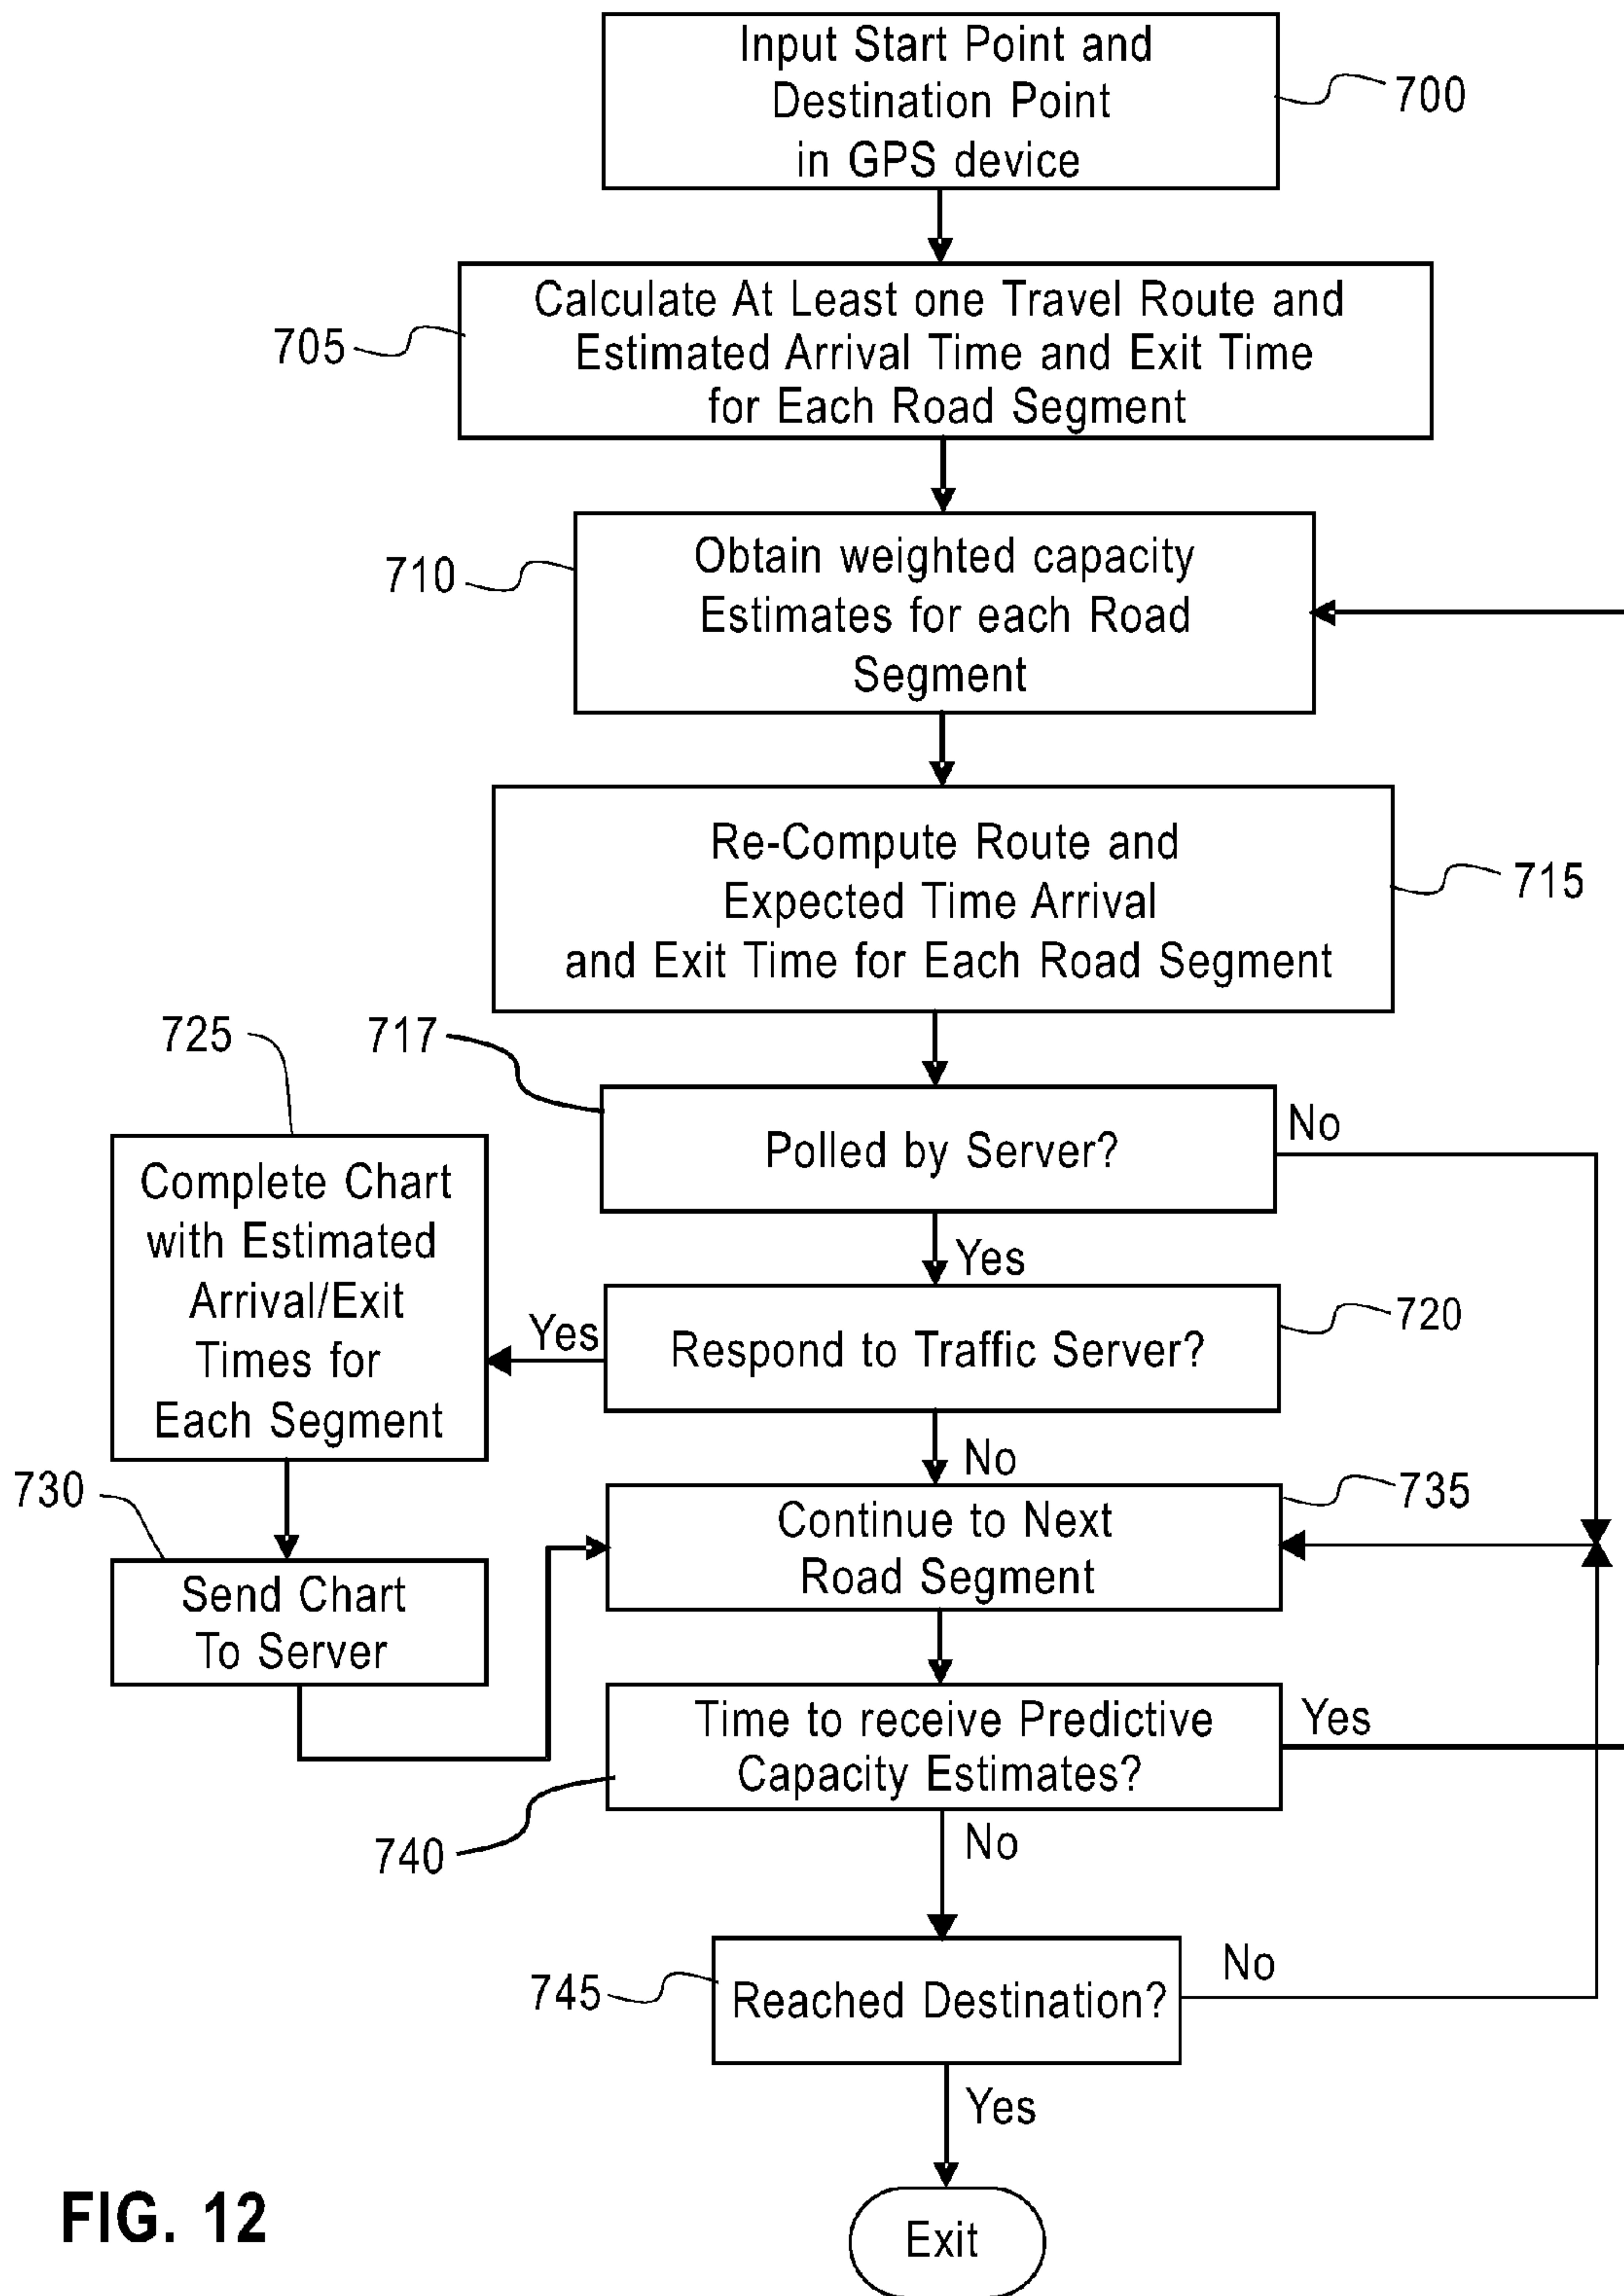 Input Start Point and
Destination Point
in GPS device
700
Calculate At Least one Travel Route and
Estimated Arrival Time and Exit Time
for Each Road Segment
705
Obtain weighted capacity
Estimates for each Road
Segment
710
Re-Compute Route and
Expected Time Arrival
and Exit Time for Each Road Segment
715
725
717
Polled by Server?
No
Yes
Complete Chart
with Estimated
Arrival/Exit
Times for
Each Segment
Yes
Respond to Traffic Server?
720
No
730
Send Chart
To Server
Continue to Next
Road Segment
735
Time to receive Predictive
Capacity Estimates?
Yes
740
No
745
Reached Destination?
No
Yes
Exit
FIG. 12